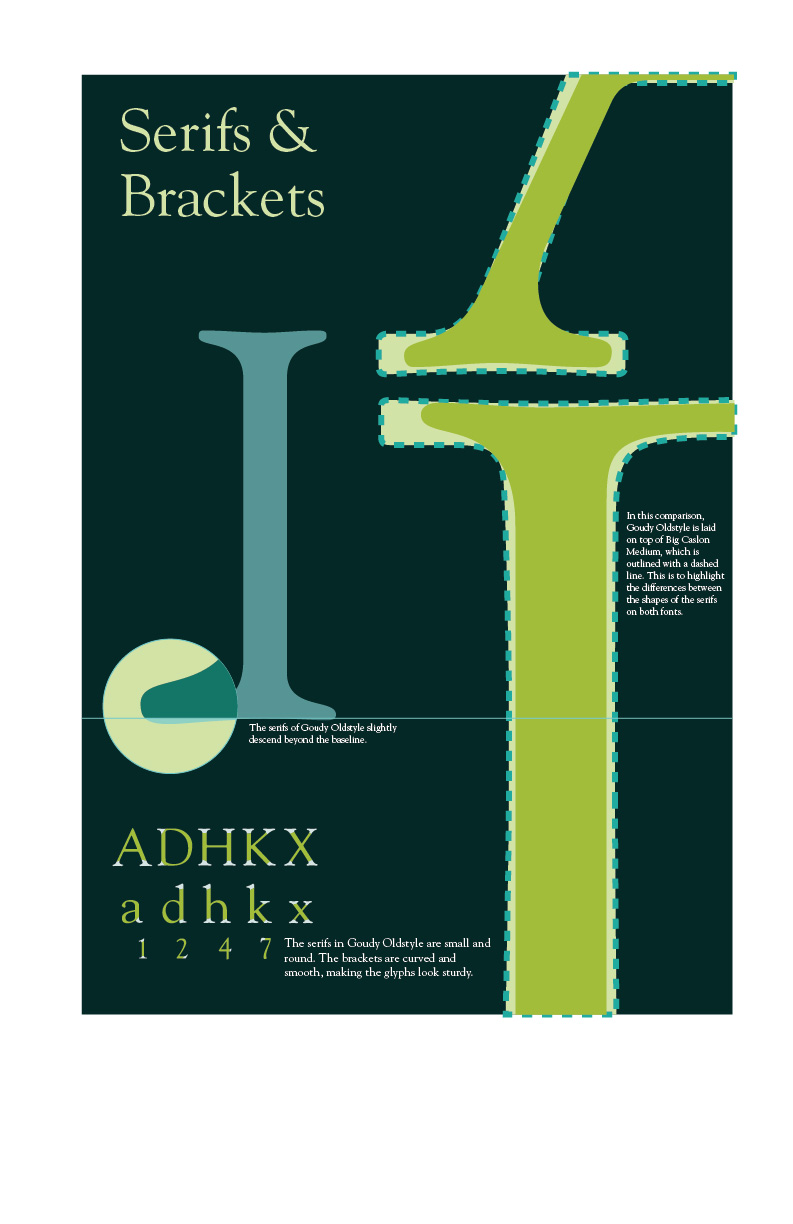 Serifs &
Brackets
I
In this comparison,
Goudy Oldstyle is laid
on top of Big Caslon
Medium, which is
outlined with a dashed
line. This is to highlight
the differences between
the shapes of the serifs
on both fonts.
The serifs of Goudy Oldstyle slightly
descend beyond the baseline.
A D H K X
a d h k x
1 2 4 7
The serifs in Goudy Oldstyle are small and
round. The brackets are curved and
smooth, making the glyphs look sturdy.